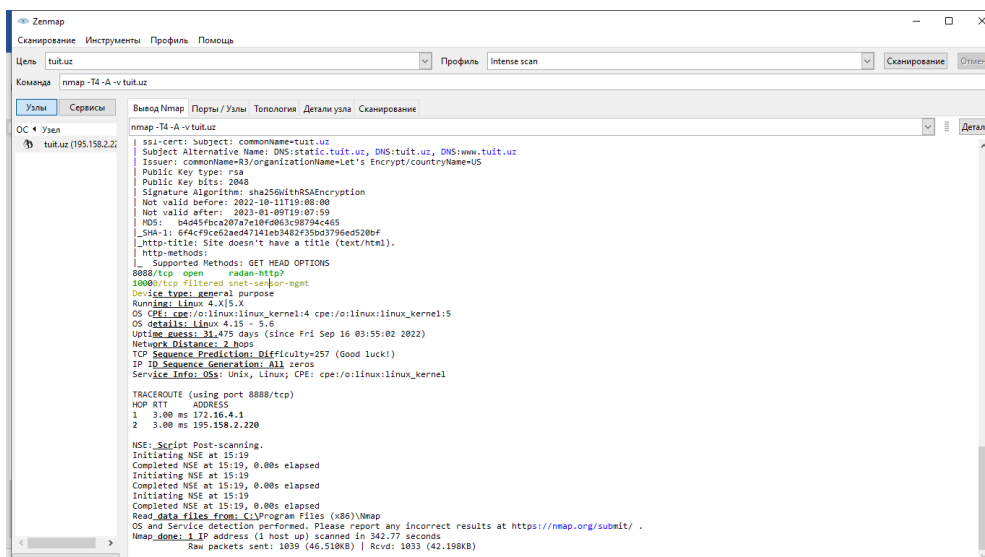 Zenmap
Сканирование Инструменты Профиль Помощь
Цель tuit.uz Профиль Intense scan Сканирование Отмен
Команда nmap -T4 -A -v tuit.uz
Узлы Сервисы Вывод Nmap Порты / Узлы Топология Детали узла Сканирование
ОС Узел nmap -T4 -A -v tuit.uz Детал
tuit.uz (195.158.2.22
| ssl-cert: Subject: commonName=tuit.uz
| Subject Alternative Name: DNS:static.tuit.uz, DNS:tuit.uz, DNS:www.tuit.uz
| Issuer: commonName=R3/organizationName=Let's Encrypt/countryName=US
| Public Key type: rsa
| Public Key bits: 2048
| Signature Algorithm: sha256WithRSAEncryption
| Not valid before: 2022-10-11T19:08:00
| Not valid after:  2023-01-09T19:07:59
| MD5:   b4d45fbca207a7e10fd063c98794c465
|_SHA-1: 6f4cf9ce62aed47141eb3482f35bd3796ed520bf
|_http-title: Site doesn't have a title (text/html).
| http-methods:
|_  Supported Methods: GET HEAD OPTIONS
8088/tcp  open     radan-http?
10000/tcp filtered snet-sensor-mgmt
Device type: general purpose
Running: Linux 4.X|5.X
OS CPE: cpe:/o:linux:linux_kernel:4 cpe:/o:linux:linux_kernel:5
OS details: Linux 4.15 - 5.6
Uptime guess: 31.475 days (since Fri Sep 16 03:55:02 2022)
Network Distance: 2 hops
TCP Sequence Prediction: Difficulty=257 (Good luck!)
IP ID Sequence Generation: All zeros
Service Info: OSs: Unix, Linux; CPE: cpe:/o:linux:linux_kernel
TRACEROUTE (using port 8888/tcp)
HOP RTT     ADDRESS
1   3.00 ms 172.16.4.1
2   3.00 ms 195.158.2.220
NSE: Script Post-scanning.
Initiating NSE at 15:19
Completed NSE at 15:19, 0.00s elapsed
Initiating NSE at 15:19
Completed NSE at 15:19, 0.00s elapsed
Initiating NSE at 15:19
Completed NSE at 15:19, 0.00s elapsed
Read data files from: C:\Program Files (x86)\Nmap
OS and Service detection performed. Please report any incorrect results at https://nmap.org/submit/ .
Nmap done: 1 IP address (1 host up) scanned in 342.77 seconds
Raw packets sent: 1039 (46.510KB) | Rcvd: 1033 (42.198KB)